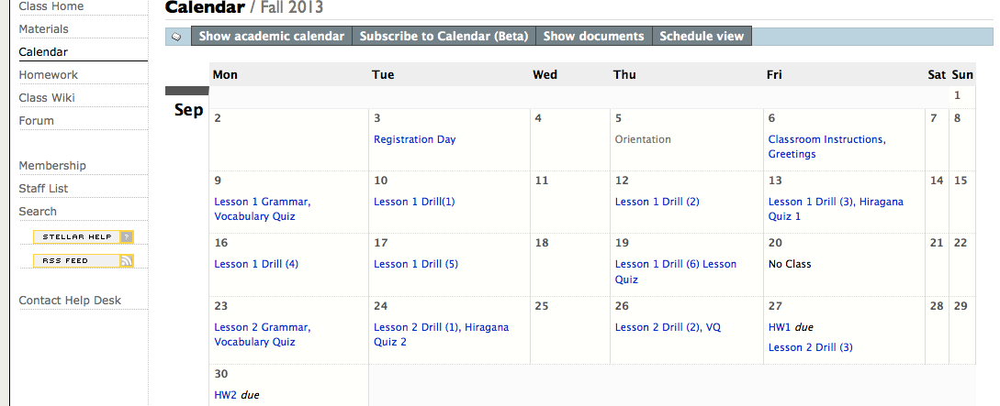 Class Home
Materials
Calendar
Homework
Class Wiki
Forum
Membership
Staff List
Search
STELLAR HELP ?
RSS FEED
Contact Help Desk
Calendar / Fall 2013
Show academic calendar Subscribe to Calendar (Beta) Show documents Schedule view
Mon Tue Wed Thu Fri Sat Sun
1
Sep
2 3 4 5 6 7 8
Registration Day Orientation Classroom Instructions,
Greetings
9 10 11 12 13 14 15
Lesson 1 Grammar, Lesson 1 Drill(1) Lesson 1 Drill (2) Lesson 1 Drill (3), Hiragana
Vocabulary Quiz Quiz 1
16 17 18 19 20 21 22
Lesson 1 Drill (4) Lesson 1 Drill (5) Lesson 1 Drill (6) Lesson No Class
Quiz
23 24 25 26 27 28 29
Lesson 2 Grammar, Lesson 2 Drill (1), Hiragana Lesson 2 Drill (2), VQ HW1 due
Vocabulary Quiz Quiz 2 Lesson 2 Drill (3)
30
HW2 due